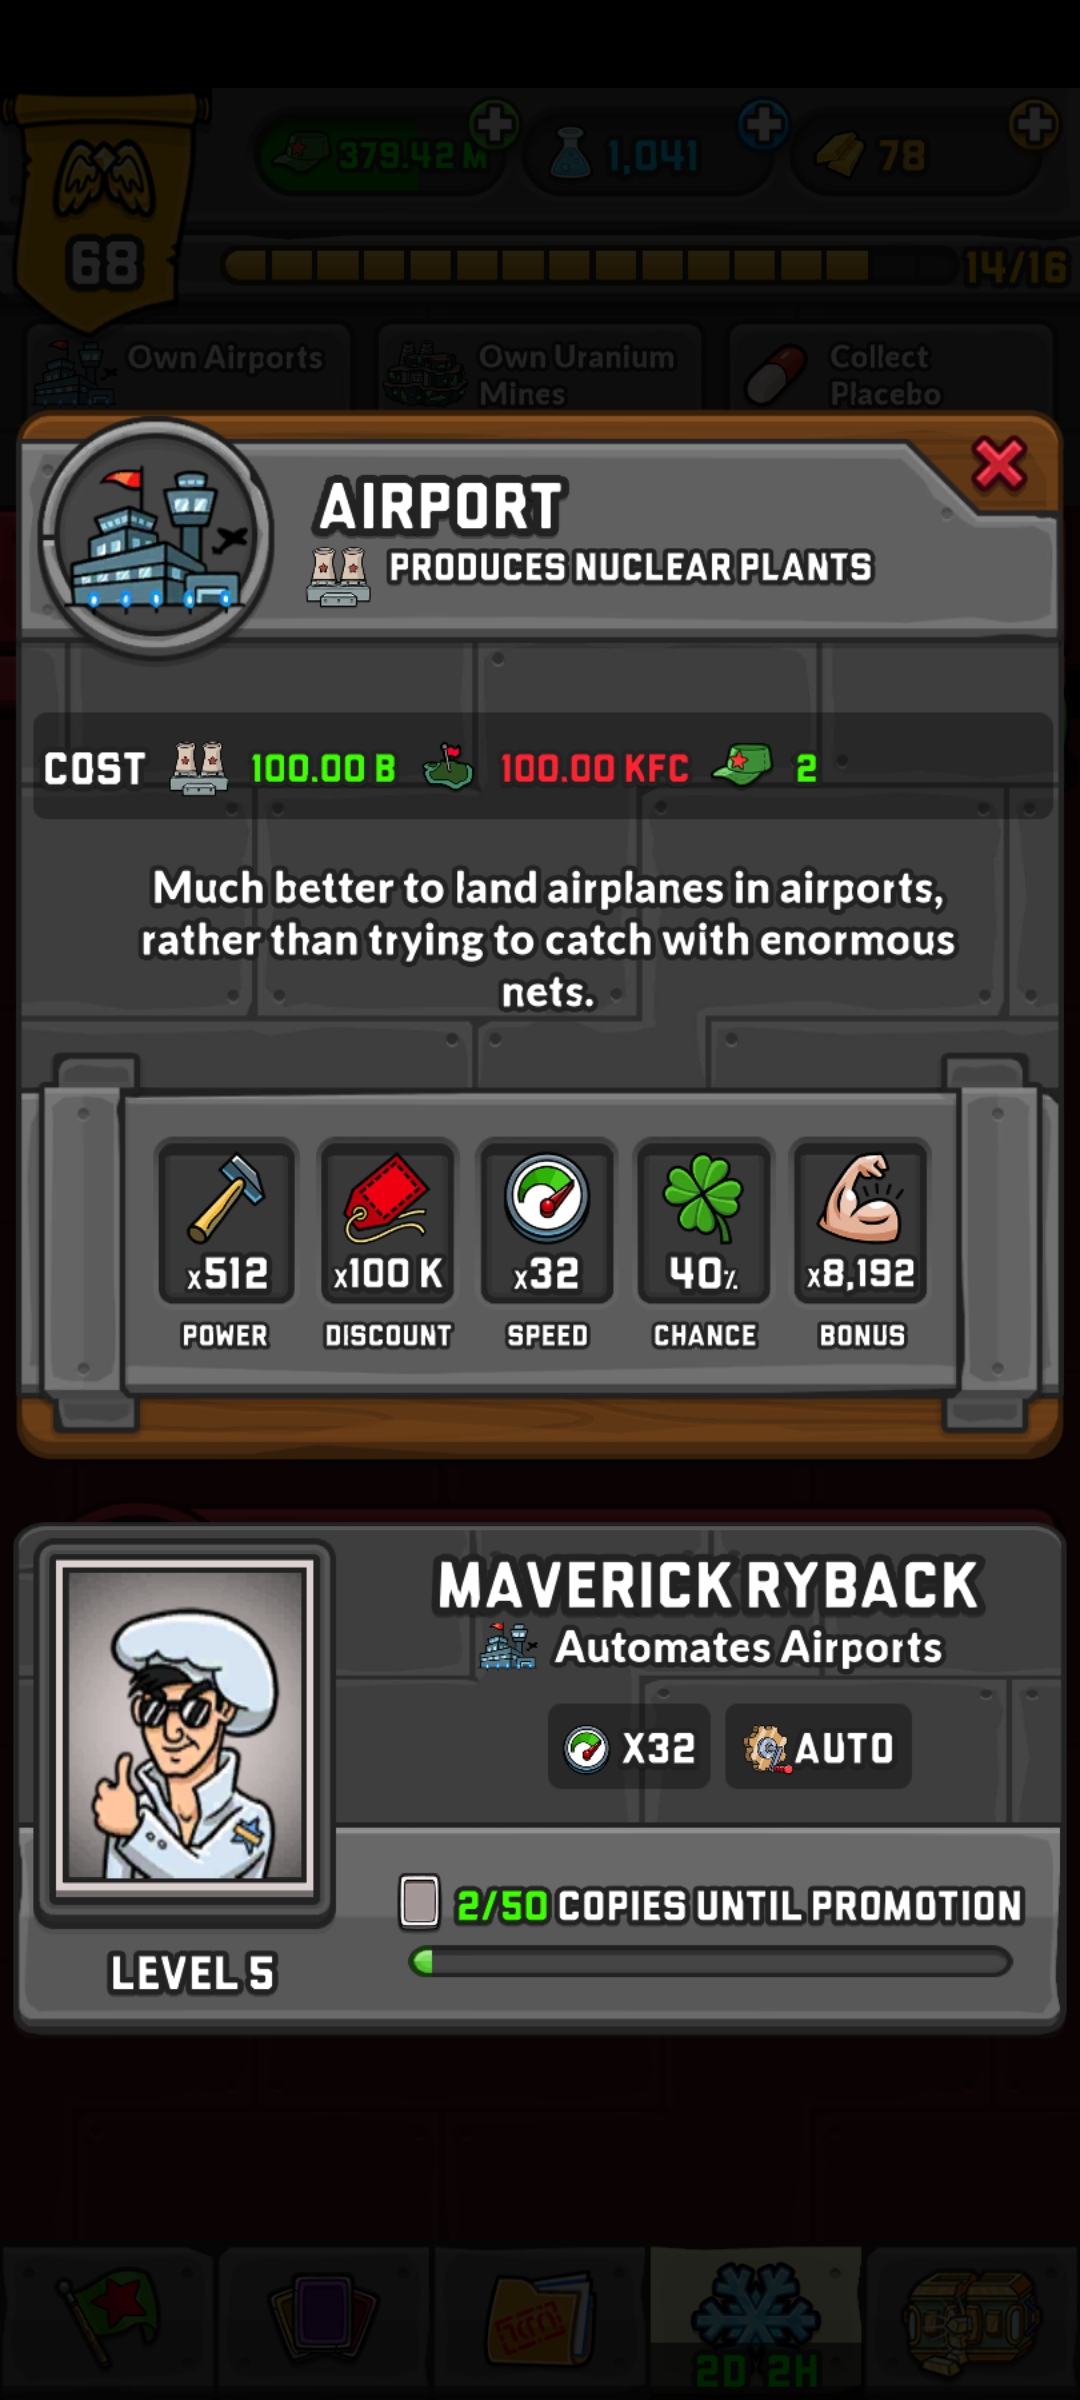 379.42 M
1,041
78
68
14/16
Own Airports
Own Uranium
Mines
Collect
Placebo
AIRPORT
PRODUCES NUCLEAR PLANTS
COST 100.00 B 100.00 KFC 2
Much better to land airplanes in airports,
rather than trying to catch with enormous
nets.
x512
x100 K
x32
40%
x8,192
POWER
DISCOUNT
SPEED
CHANCE
BONUS
MAVERICK RYBACK
Automates Airports
X32
AUTO
2/50 COPIES UNTIL PROMOTION
LEVEL 5
2D 2H